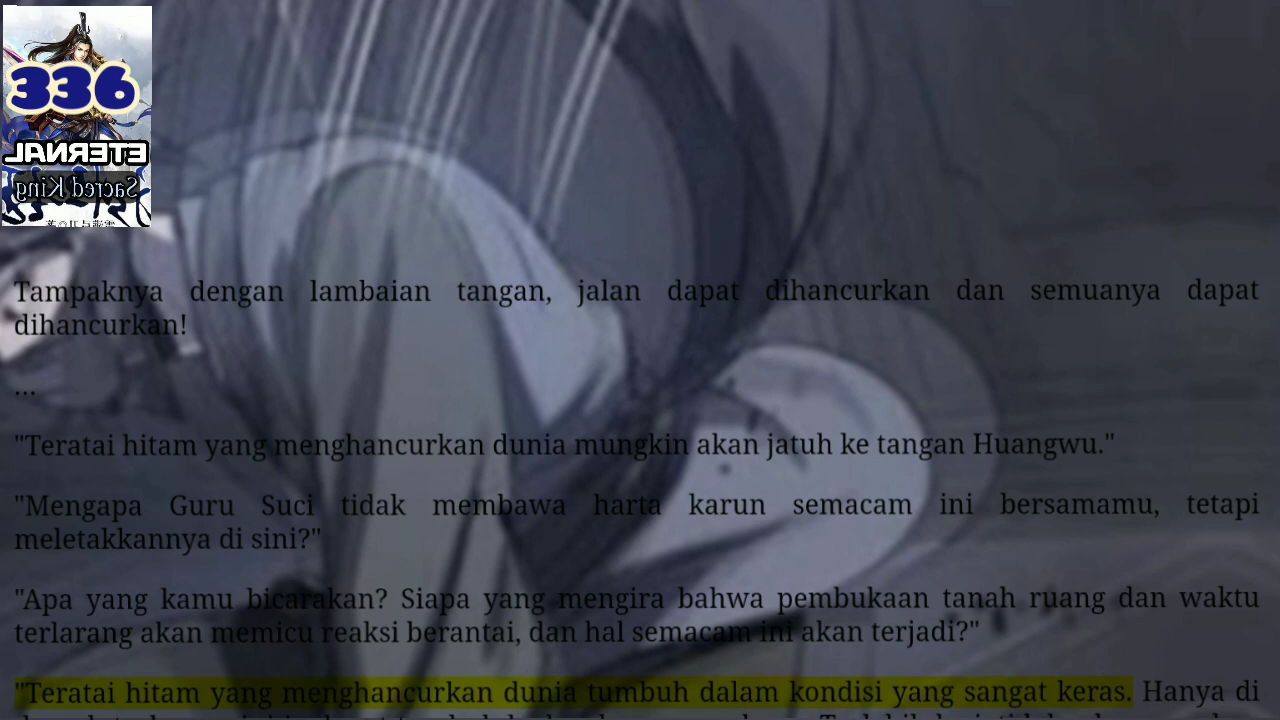 336
ETERNAL
Sacred King
Tampaknya dengan lambaian tangan, jalan dapat dihancurkan dan semuanya dapat
dihancurkan!
...
"Teratai hitam yang menghancurkan dunia mungkin akan jatuh ke tangan Huangwu."
"Mengapa Guru Suci tidak membawa harta karun semacam ini bersamamu, tetapi
meletakkannya di sini?"
"Apa yang kamu bicarakan? Siapa yang mengira bahwa pembukaan tanah ruang dan waktu
terlarang akan memicu reaksi berantai, dan hal semacam ini akan terjadi?"
"Teratai hitam yang menghancurkan dunia tumbuh dalam kondisi yang sangat keras. Hanya di